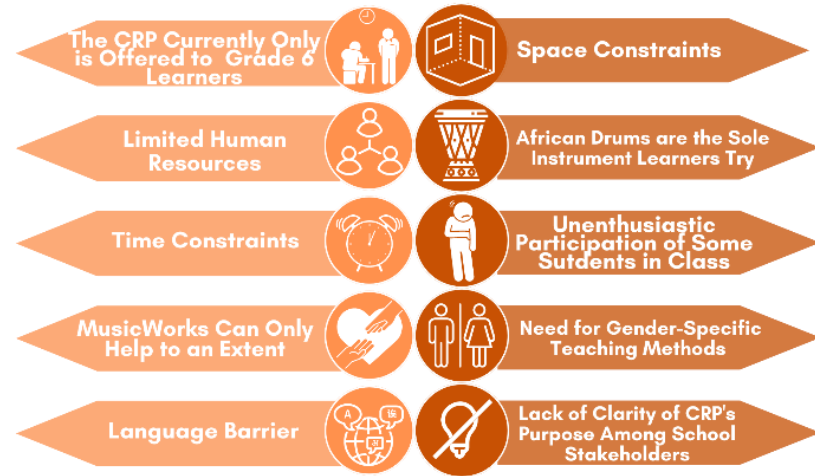 The CRP Currently Only
is Offered to Grade 6
Learners
Space Constraints
Limited Human
Resources
African Drums are the Sole
Instrument Learners Try
Time Constraints
Unenthusiastic
Participation of Some
Sutdents in Class
MusicWorks Can Only
Help to an Extent
Need for Gender-Specific
Teaching Methods
Language Barrier
A
Lack of Clarity of CRP's
Purpose Among School
Stakeholders